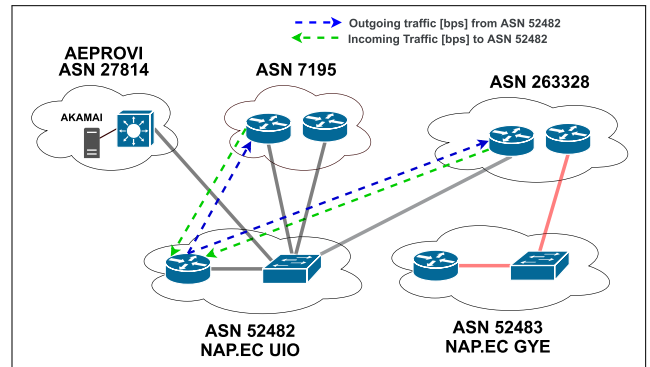 Outgoing traffic [bps] from ASN 52482
Incoming Traffic [bps] to ASN 52482
AEPROVI
ASN 27814
ASN 7195
ASN 263328
AKAMAI
ASN 52482
NAP.EC UIO
ASN 52483
NAP.EC GYE